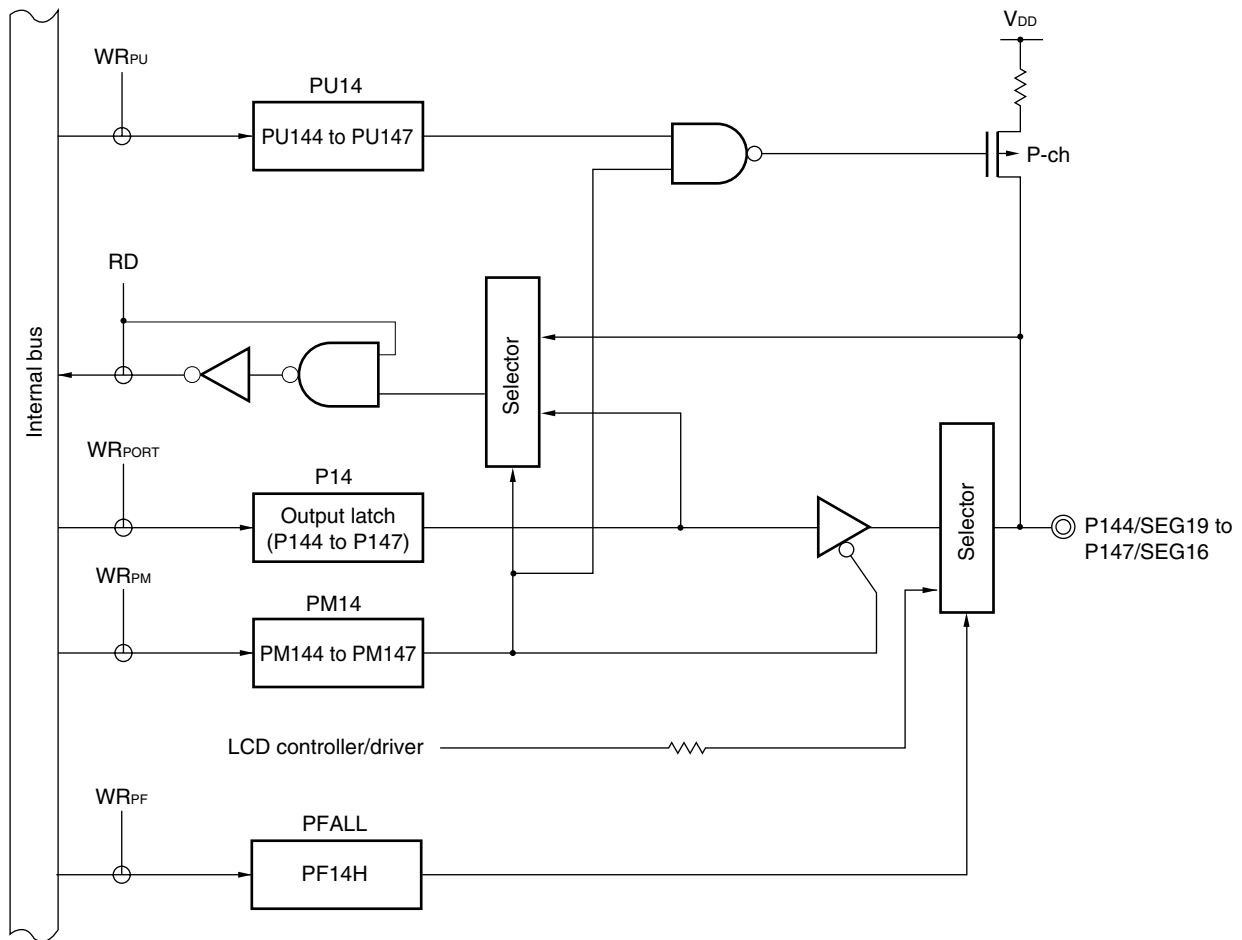 VDD
WRPU
PU14
PU144 to PU147
P-ch
RD
Internal bus
Selector
WRPORT
P14
Output latch
(P144 to P147)
Selector
P144/SEG19 to
P147/SEG16
WRPM
PM14
PM144 to PM147
LCD controller/driver
WRPF
PFALL
PF14H